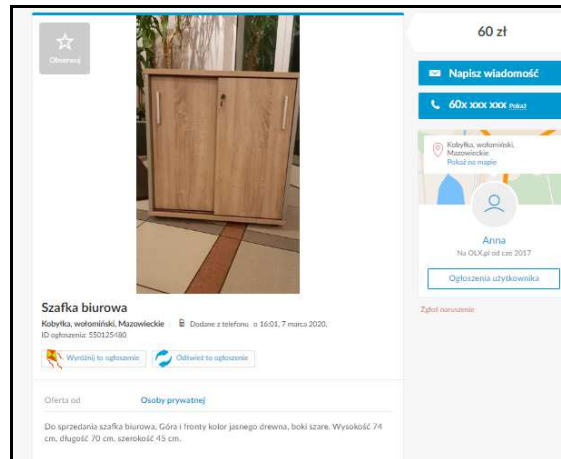 Obserwuj
60 zł
Napisz wiadomość
60x xxx xxx Pokaż
Kobyłka, wołomiński,
Mazowieckie
Pokaż na mapie
Anna
Na OLX.pl od cze 2017
Ogłoszenia użytkownika
Zgłoś naruszenie
Szafka biurowa
Kobyłka, wołomiński, Mazowieckie Dodane z telefonu o 16:01, 7 marca 2020,
ID ogłoszenia: 550125480
Wyróżnij to ogłoszenie Odśwież to ogłoszenie
Oferta od Osoby prywatnej
Do sprzedania szafka biurowa. Góra i fronty kolor jasnego drewna, boki szare. Wysokość 74
cm, długość 70 cm, szerokość 45 cm.